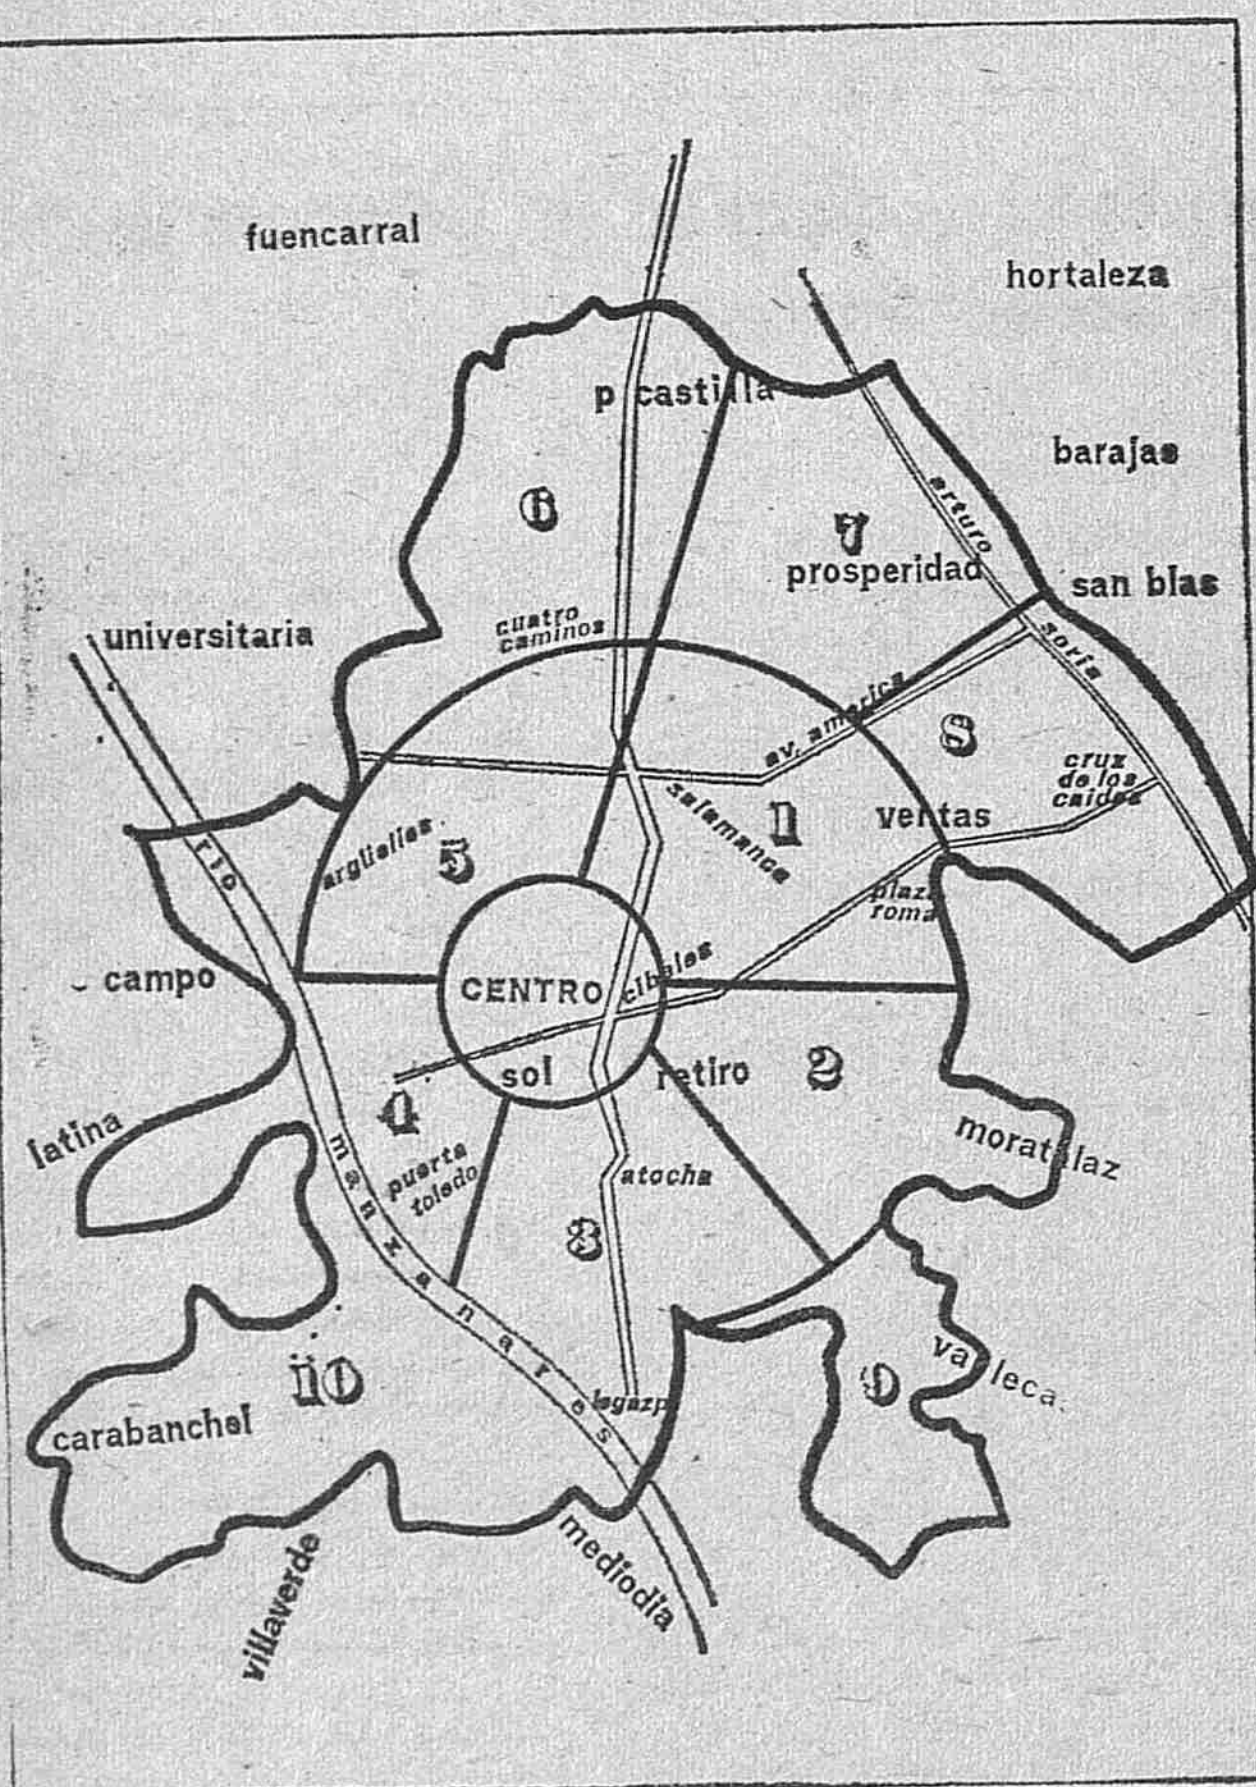 fuencarral
hortaleza
p castilla
barajas
6
arturo
7
prosperidad
san blas
cuatro
caminos
universitaria
soria
av. america
8
cruz
de los
caidos
salamanca
1
ventas
argüelles
5
rio
plaza
roma
campo
CENTRO
cibeles
sol
retiro
2
4
latina
manzanares
puerta
toledo
moratalaz
atocha
3
10
9
legazpi
carabanchel
villaverde
mediodia